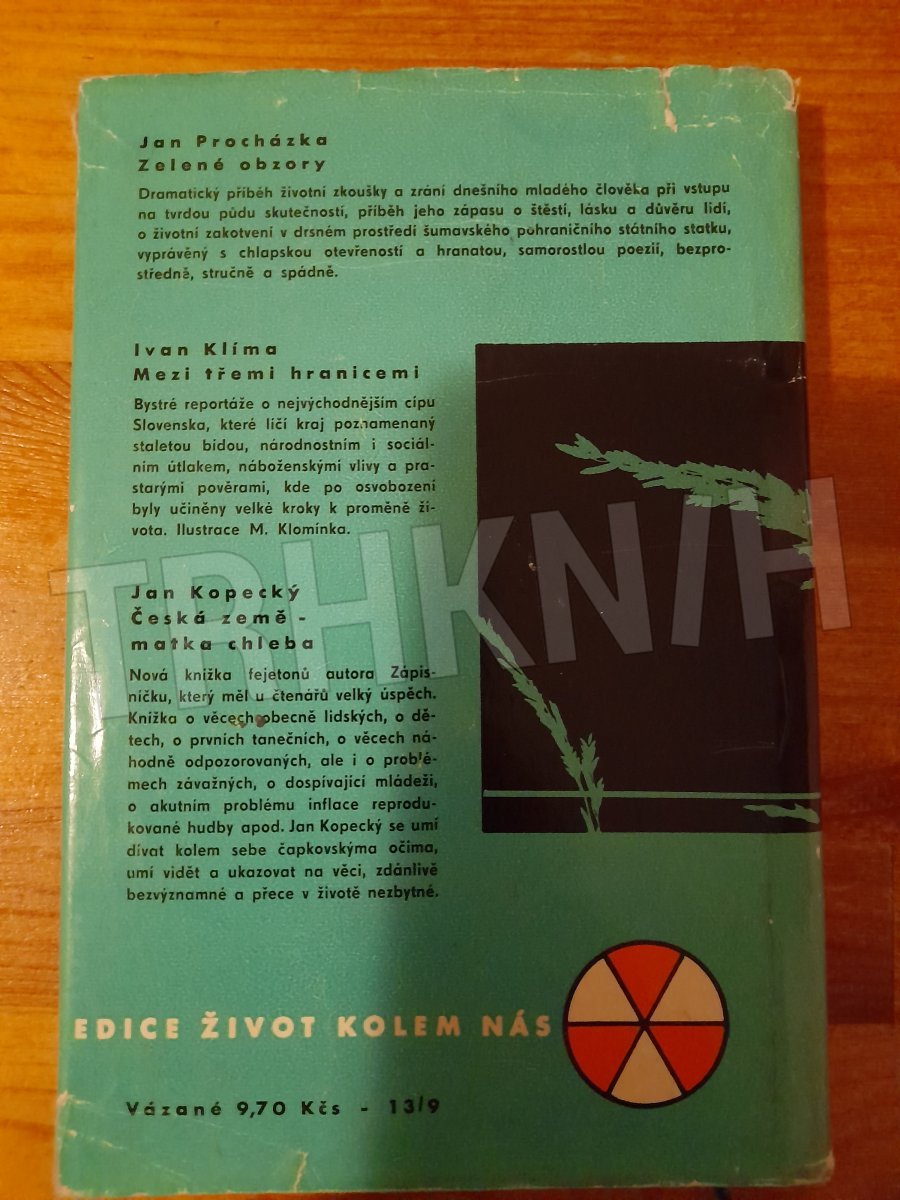 Jan Procházka
Zelené obzory
Dramatický příběh životní zkoušky a zrání dnešního mladého člověka při vstupu
na tvrdou půdu skutečností, příběh jeho zápasu o štěstí, lásku a důvěru lidí,
o životní zakotvení v drsném prostředí šumavského pohraničního státního statku,
vyprávěný s chlapskou otevřeností a hranatou, samorostlou poezií, bezpro-
středně, stručně a spádně.
Ivan Klíma
Mezi třemi hranicemi
Bystré reportáže o nejvýchodnějším cípu
Slovenska, které líčí kraj poznamenaný
staletou bídou, národnostním i sociál-
ním útlakem, náboženskými vlivy a pra-
starými pověrami, kde po osvobození
byly učiněny velké kroky k proměně ži-
vota. Ilustrace M. Klomínka.
Jan Kopecký
Česká země -
matka chleba
Nová knížka fejetonů autora Zápis-
níčku, který měl u čtenářů velký úspěch.
Knížka o věcech obecně lidských, o dě-
tech, o prvních tanečních, o věcech ná-
hodně odpozorovaných, ale i o problé-
mech závažných, o dospívající mládeži,
o akutním problému inflace reprodu-
kované hudby apod. Jan Kopecký se umí
dívat kolem sebe čapkovskýma očima,
umí vidět a ukazovat na věci, zdánlivě
bezvýznamné a přece v životě nezbytné.
TRHKNIH
EDICE ŽIVOT KOLEM NÁS
Vázané 9,70 Kčs - 13/9